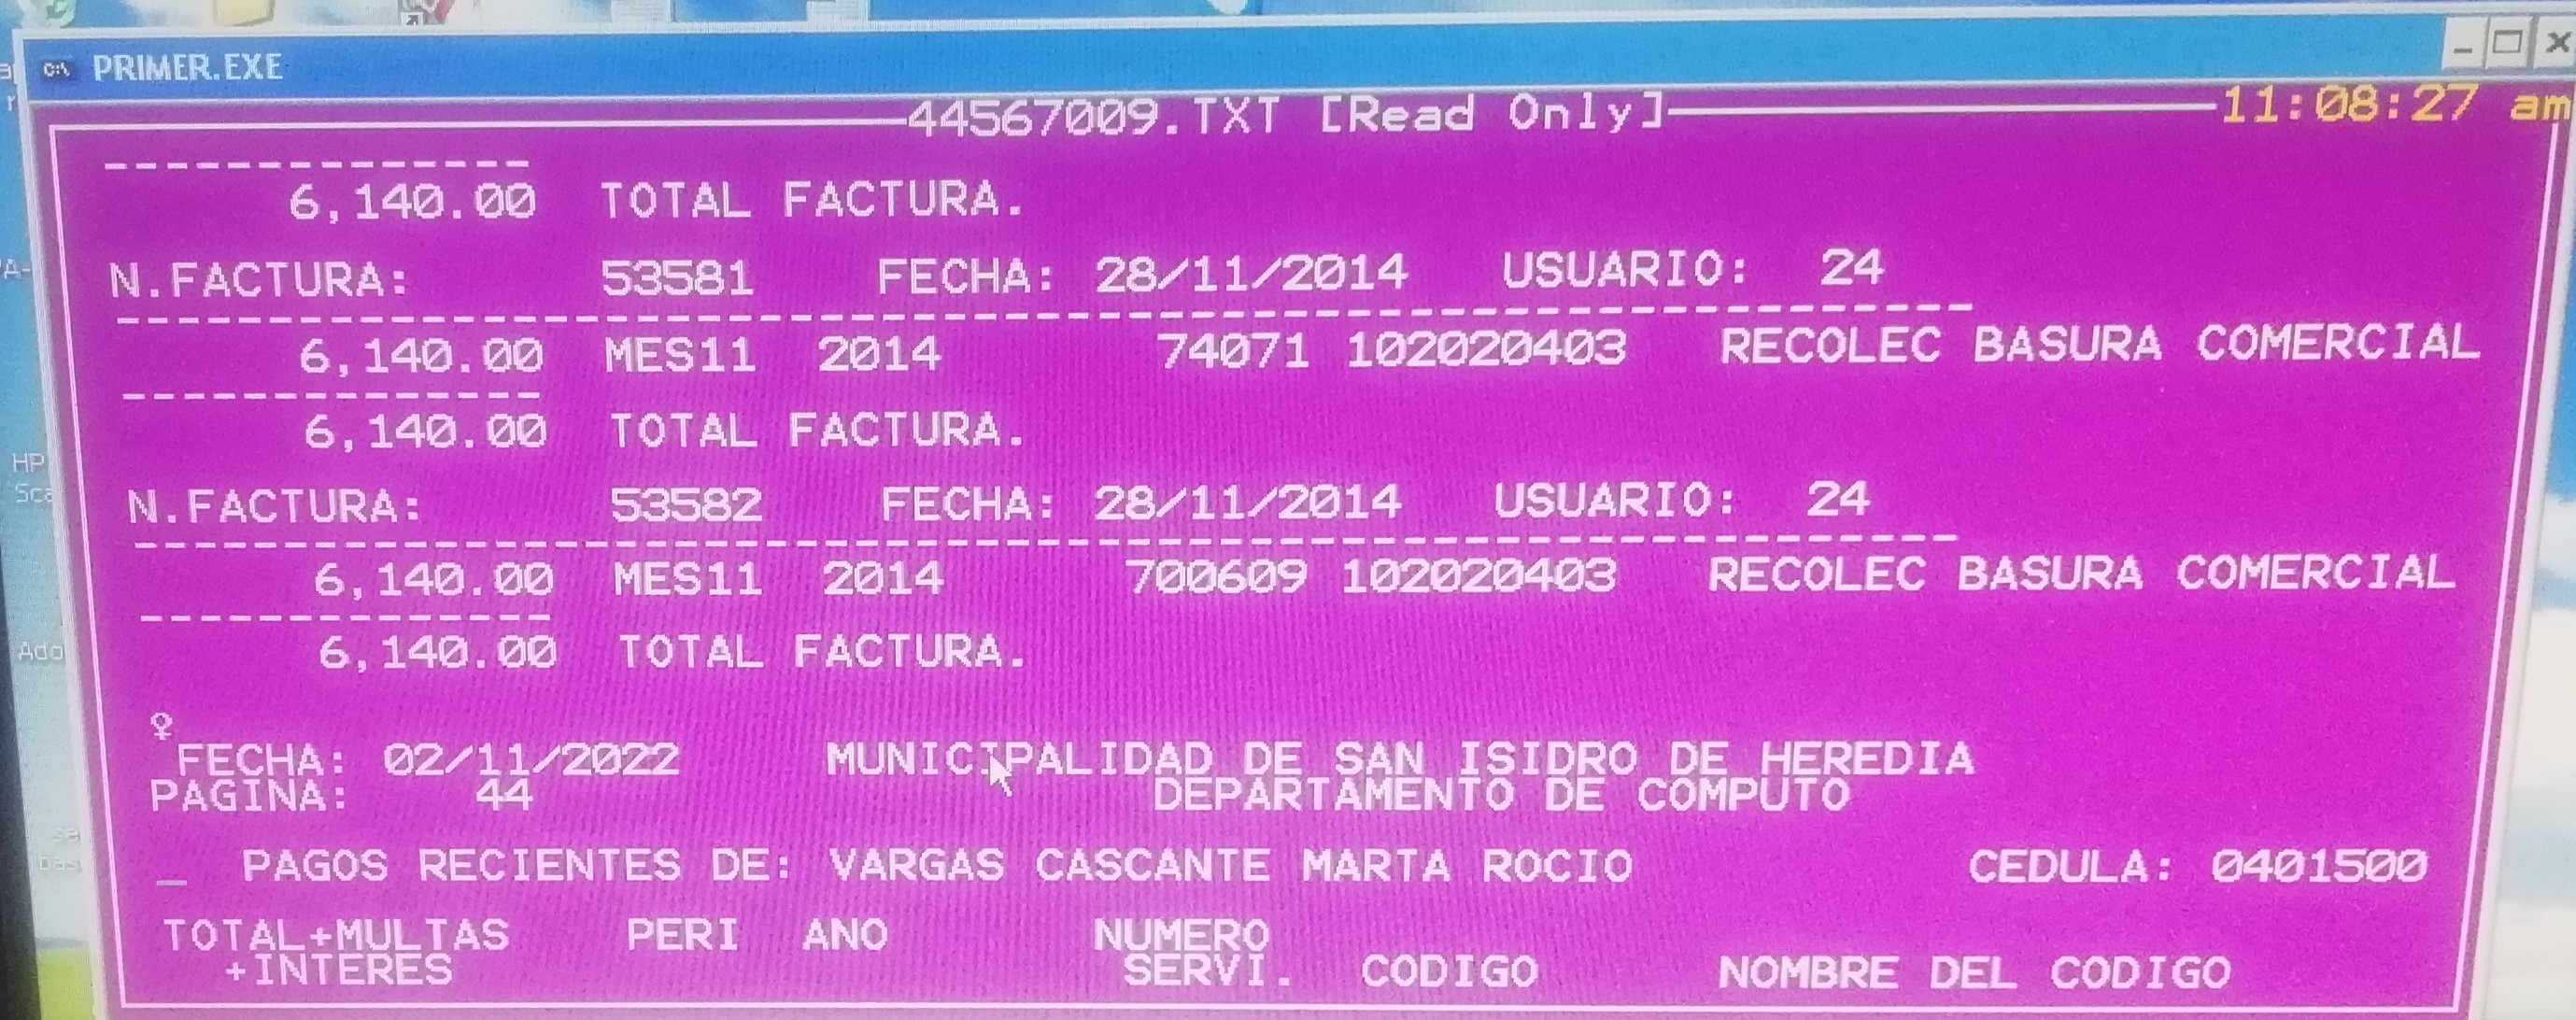 PRIMER.EXE
44567009.TXT [Read Only] 11:08:27 am
--------------
6,140.00 TOTAL FACTURA.
N.FACTURA: 53581 FECHA: 28/11/2014 USUARIO: 24
-------------------------------------------------------------
6,140.00 MES11 2014 74071 102020403 RECOLEC BASURA COMERCIAL
--------------
6,140.00 TOTAL FACTURA.
N.FACTURA: 53582 FECHA: 28/11/2014 USUARIO: 24
-------------------------------------------------------------
6,140.00 MES11 2014 700609 102020403 RECOLEC BASURA COMERCIAL
--------------
6,140.00 TOTAL FACTURA.
♀
FECHA: 02/11/2022 MUNICIPALIDAD DE SAN ISIDRO DE HEREDIA
PAGINA: 44 DEPARTAMENTO DE COMPUTO
_ PAGOS RECIENTES DE: VARGAS CASCANTE MARTA ROCIO CEDULA: 0401500
TOTAL+MULTAS PERI ANO NUMERO
+INTERES SERVI. CODIGO NOMBRE DEL CODIGO
HP
Ado